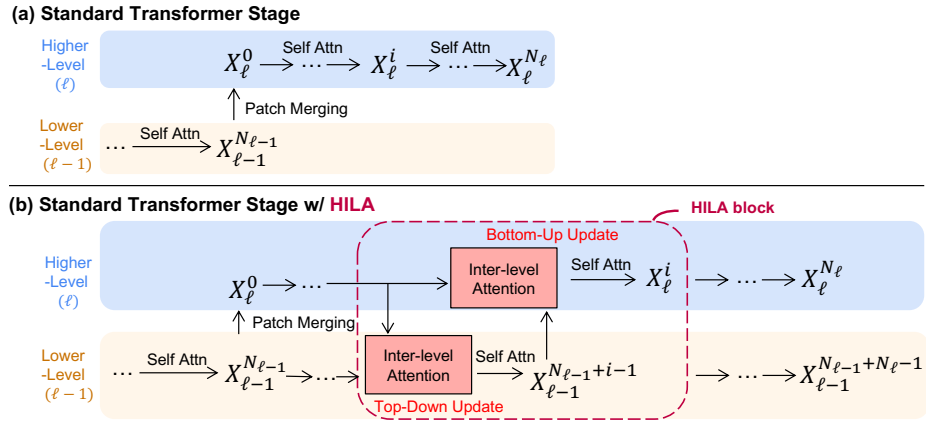 (a) Standard Transformer Stage
Higher
-Level
(ℓ)
X_ℓ^0
Self Attn
...
X_ℓ^i
Self Attn
...
X_ℓ^{N_ℓ}
Patch Merging
Lower
-Level
(ℓ − 1)
...
Self Attn
X_{ℓ−1}^{N_{ℓ−1}}
(b) Standard Transformer Stage w/ HILA
HILA block
Bottom-Up Update
Higher
-Level
(ℓ)
X_ℓ^0
...
Inter-level
Attention
Self Attn
X_ℓ^i
...
X_ℓ^{N_ℓ}
Patch Merging
Lower
-Level
(ℓ − 1)
...
Self Attn
X_{ℓ−1}^{N_{ℓ−1}}
...
Inter-level
Attention
Self Attn
X_{ℓ−1}^{N_{ℓ−1}+i−1}
...
X_{ℓ−1}^{N_{ℓ−1}+N_ℓ−1}
Top-Down Update